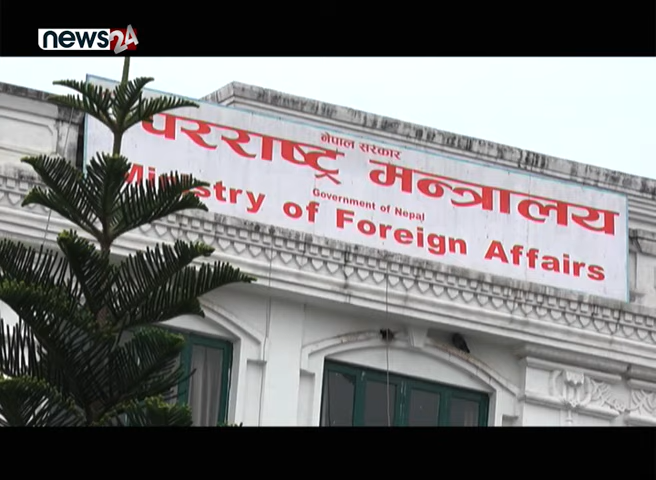 news24
नेपाल सरकार
परराष्ट्र मन्त्रालय
Government of Nepal
Ministry of Foreign Affairs